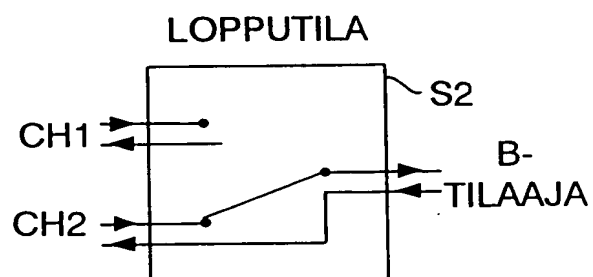 LOPPUTILA
S2
CH1
B-
TILAAJA
CH2